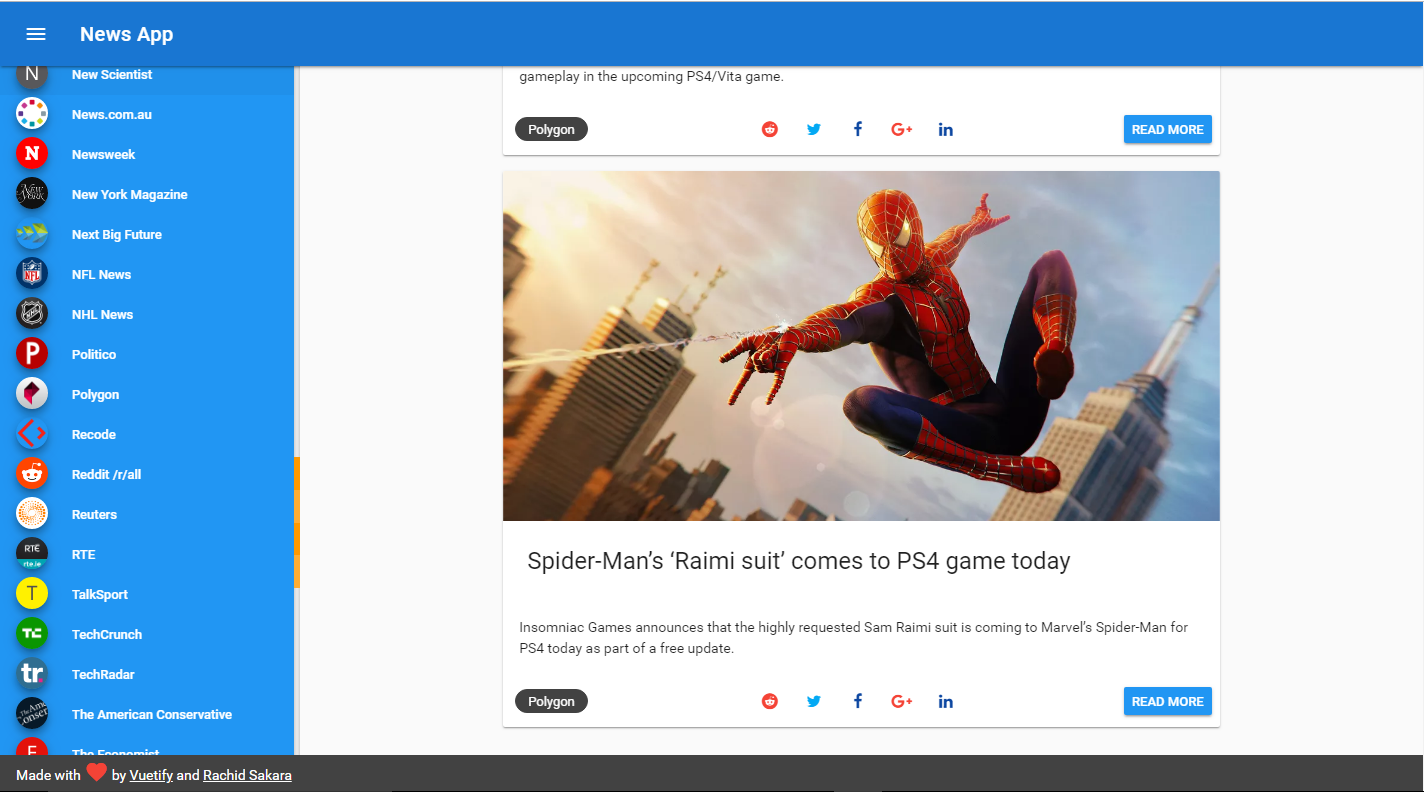 News App
New Scientist
News.com.au
Newsweek
New York Magazine
Next Big Future
NFL News
NHL News
Politico
Polygon
Recode
Reddit /r/all
Reuters
RTE
TalkSport
TechCrunch
TechRadar
The American Conservative
The Economist
gameplay in the upcoming PS4/Vita game.
Polygon
READ MORE
Spider-Man’s ‘Raimi suit’ comes to PS4 game today
Insomniac Games announces that the highly requested Sam Raimi suit is coming to Marvel’s Spider-Man for
PS4 today as part of a free update.
Polygon
READ MORE
Made with by Vuetify and Rachid Sakara